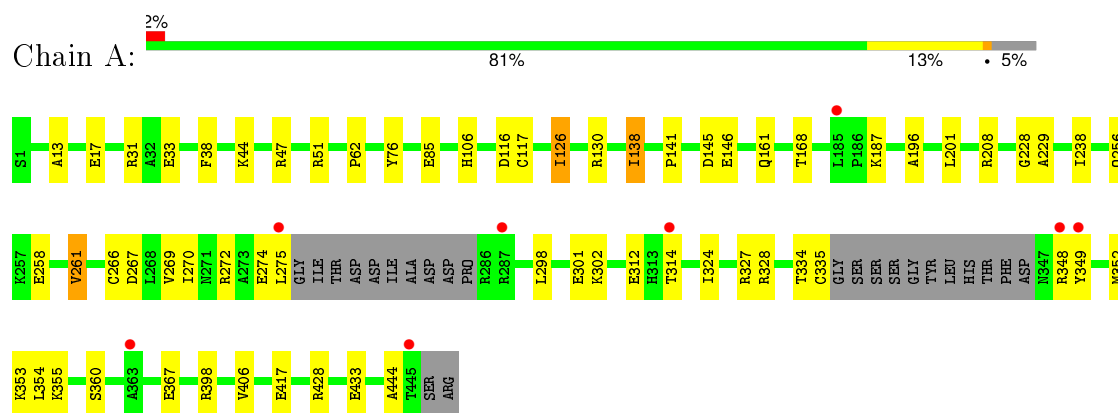 2%
Chain A:
81% 13% • 5%
S1 A13 E17 R31 A32 E33 F38 K44 R47 R51 P62 Y76 E85 H106 D116 C117 I126 R130 I138 P141 D145 E146 Q161 T168 L185 P186 K187 A196 L201 R208 G228 A229 I238
K257 E258 V261 C266 D267 L268 V269 I270 N271 R272 A273 E274 L275 GLY ILE THR ASP ASP ILE ALA ASP ASP PRO R286 R287 L298 E301 K302 E312 H313 T314 I324 R327 R328 T334 C335 GLY SER SER SER GLY TYR LEU HIS THR PHE ASP N347 R348 Y349
K353 L354 K355 S360 A363 E367 R398 V406 E417 R428 E433 A444 T445 SER ARG